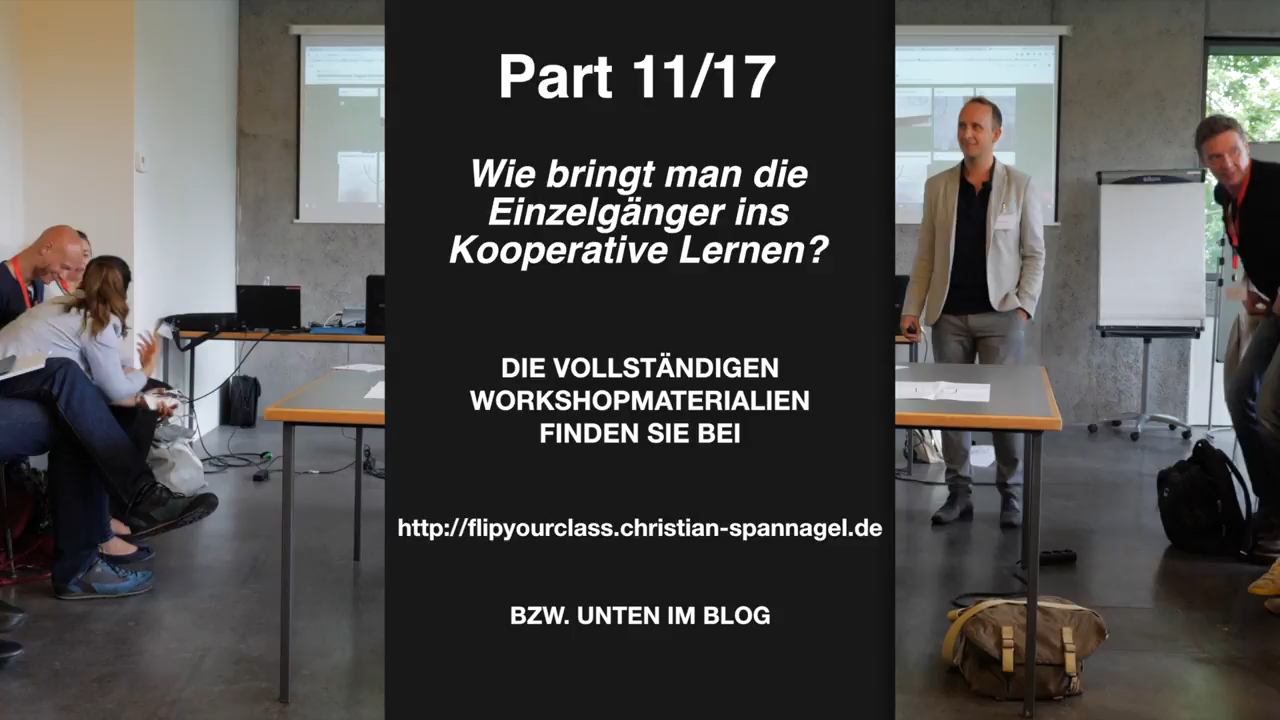 Part 11/17
Wie bringt man die
Einzelgänger ins
Kooperative Lernen?
DIE VOLLSTÄNDIGEN
WORKSHOPMATERIALIEN
FINDEN SIE BEI
http://flipyourclass.christian-spannagel.de
BZW. UNTEN IM BLOG